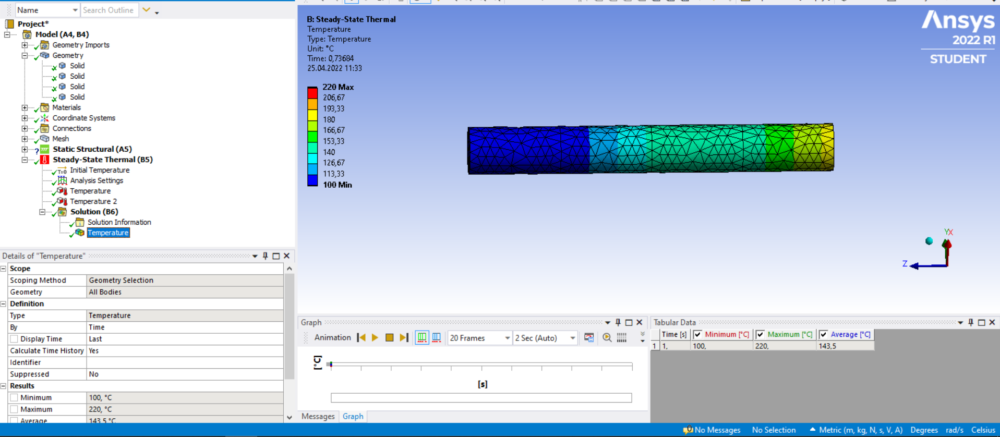 Name
Search Outline
Project*
Model (A4, B4)
Geometry Imports
Geometry
Solid
Solid
Solid
Solid
Materials
Coordinate Systems
Connections
Mesh
Static Structural (A5)
Steady-State Thermal (B5)
T=0 Initial Temperature
Analysis Settings
Temperature
Temperature 2
Solution (B6)
Solution Information
Temperature
Details of "Temperature"
Scope
Scoping Method Geometry Selection
Geometry All Bodies
Definition
Type Temperature
By Time
Display Time Last
Calculate Time History Yes
Identifier
Suppressed No
Results
Minimum 100, °C
Maximum 220, °C
Average 143,5 °C
B: Steady-State Thermal
Temperature
Type: Temperature
Unit: °C
Time: 0,73684
25.04.2022 11:33
220 Max
206,67
193,33
180
166,67
153,33
140
126,67
113,33
100 Min
Ansys
2022 R1
STUDENT
YX
Z
Graph
Animation 20 Frames 2 Sec (Auto)
[°C]
[s]
Messages Graph
Tabular Data
Time [s] Minimum [°C] Maximum [°C] Average [°C]
1 1, 100, 220, 143,5
No Messages No Selection Metric (m, kg, N, s, V, A) Degrees rad/s Celsius